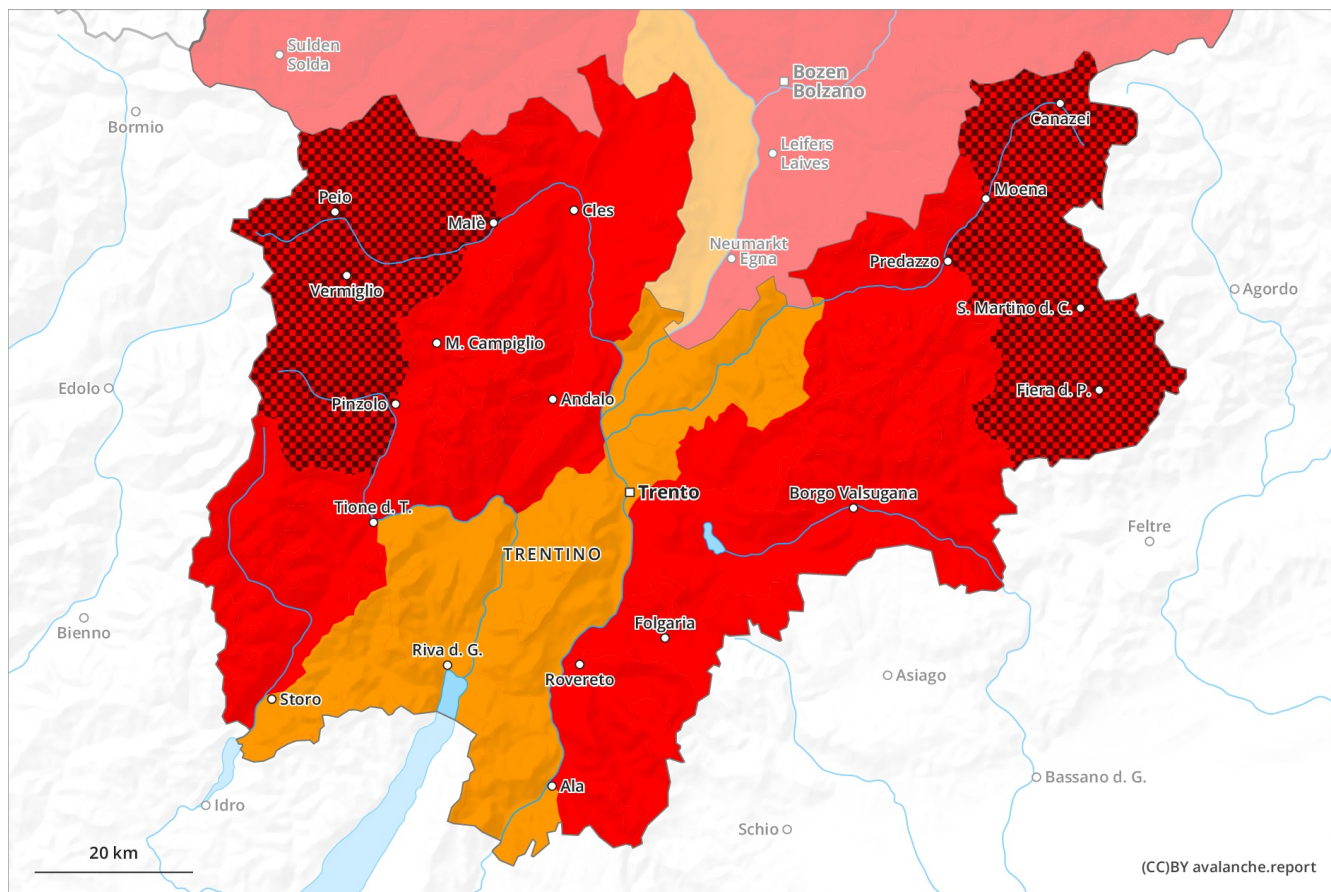 Sulden
Solda
Bozen
Bolzano
Bormio
Canazei
Leifers
Laives
Peio
Moena
Malè
Cles
Neumarkt
Egna
Predazzo
Vermiglio
Agordo
S. Martino d. C.
M. Campiglio
Edolo
Fiera d. P.
Pinzolo
Andalo
Trento
Borgo Valsugana
Tione d. T.
Feltre
TRENTINO
Bienno
Folgaria
Riva d. G.
Asiago
Rovereto
Storo
Bassano d. G.
Ala
Idro
Schio
20 km
(CC)BY avalanche.report